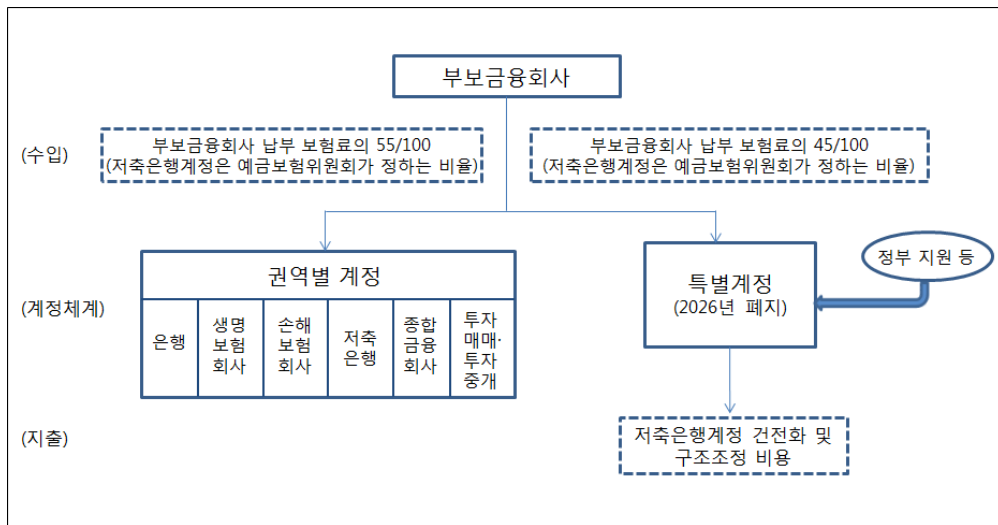 부보금융회사
(수입)
부보금융회사 납부 보험료의 55/100
(저축은행계정은 예금보험위원회가 정하는 비율)
부보금융회사 납부 보험료의 45/100
(저축은행계정은 예금보험위원회가 정하는 비율)
정부 지원 등
(계정체계)
권역별 계정
은행
생명
보험
회사
손해
보험
회사
저축
은행
종합
금융
회사
투자
매매·
투자
중개
특별계정
(2026년 폐지)
(지출)
저축은행계정 건전화 및
구조조정 비용